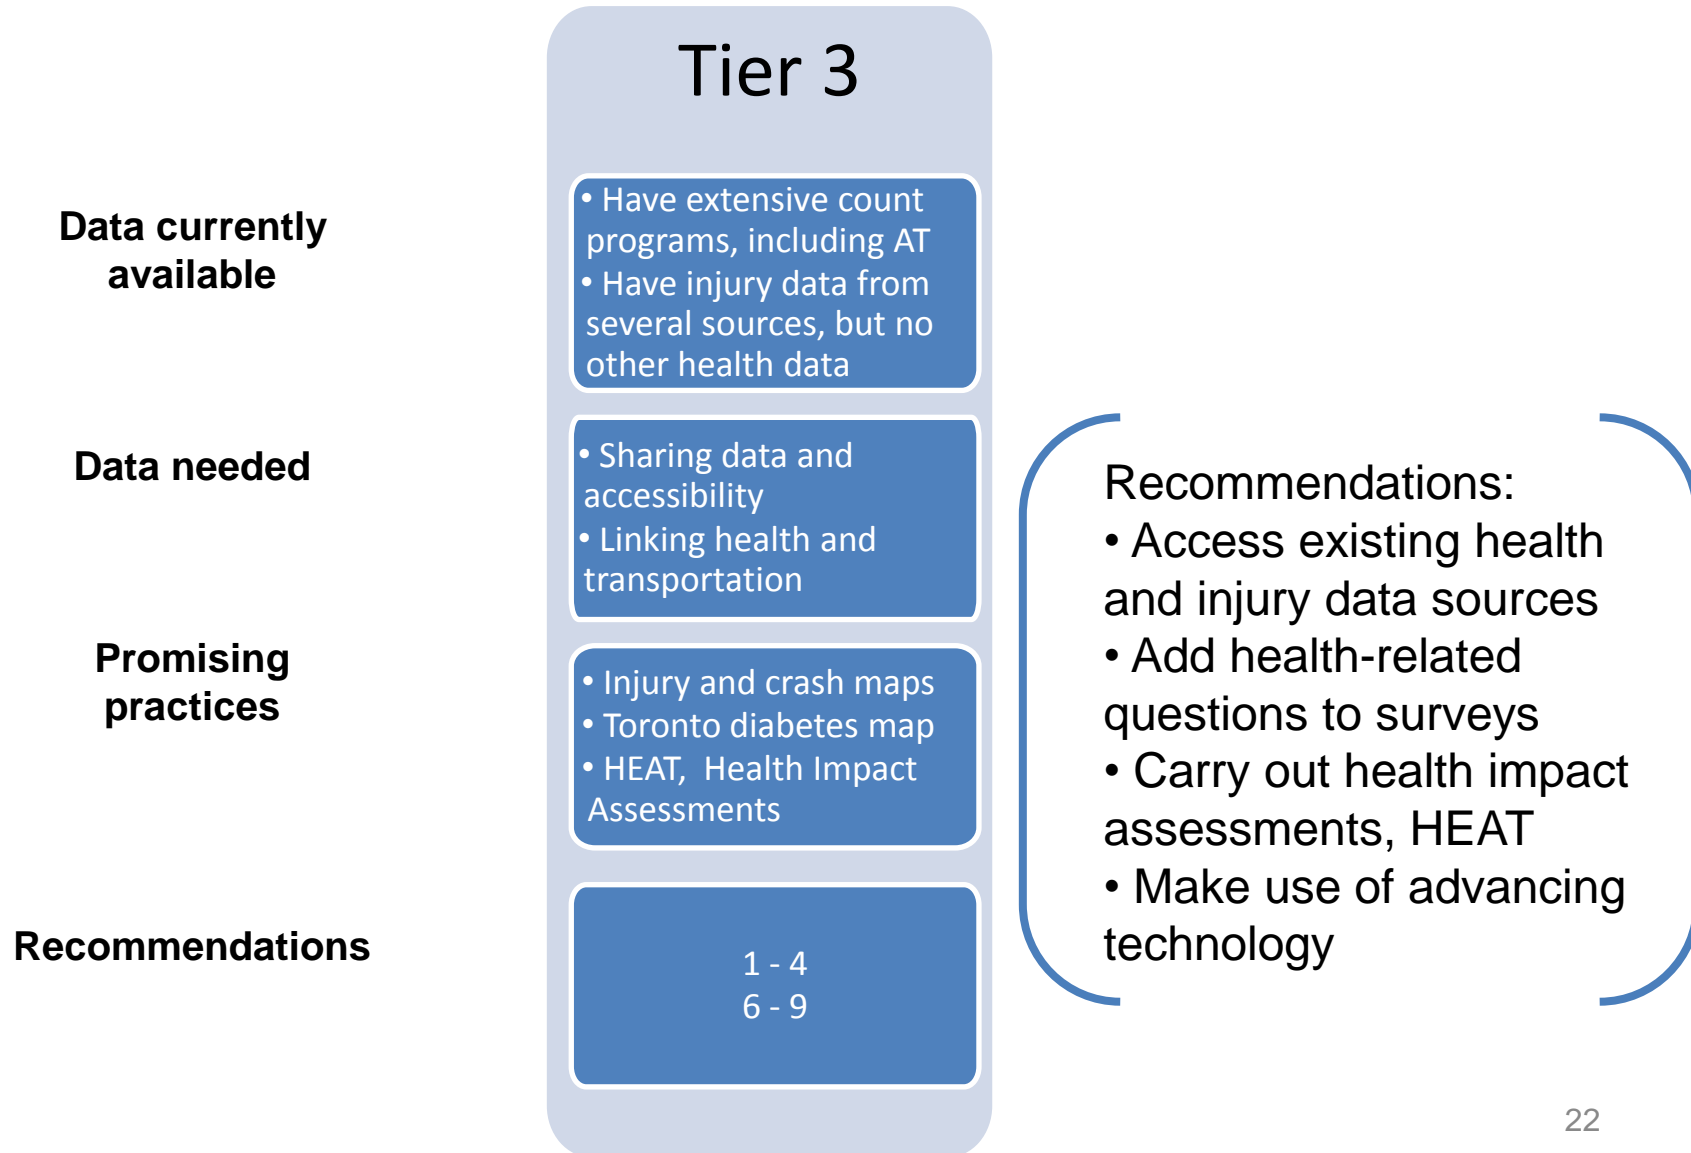 Tier 3
Data currently
available
• Have extensive count
programs, including AT
• Have injury data from
several sources, but no
other health data
Data needed
• Sharing data and
accessibility
• Linking health and
transportation
Promising
practices
• Injury and crash maps
• Toronto diabetes map
• HEAT,  Health Impact
Assessments
Recommendations
1 - 4
6 - 9
Recommendations:
• Access existing health
and injury data sources
• Add health-related
questions to surveys
• Carry out health impact
assessments, HEAT
• Make use of advancing
technology
22